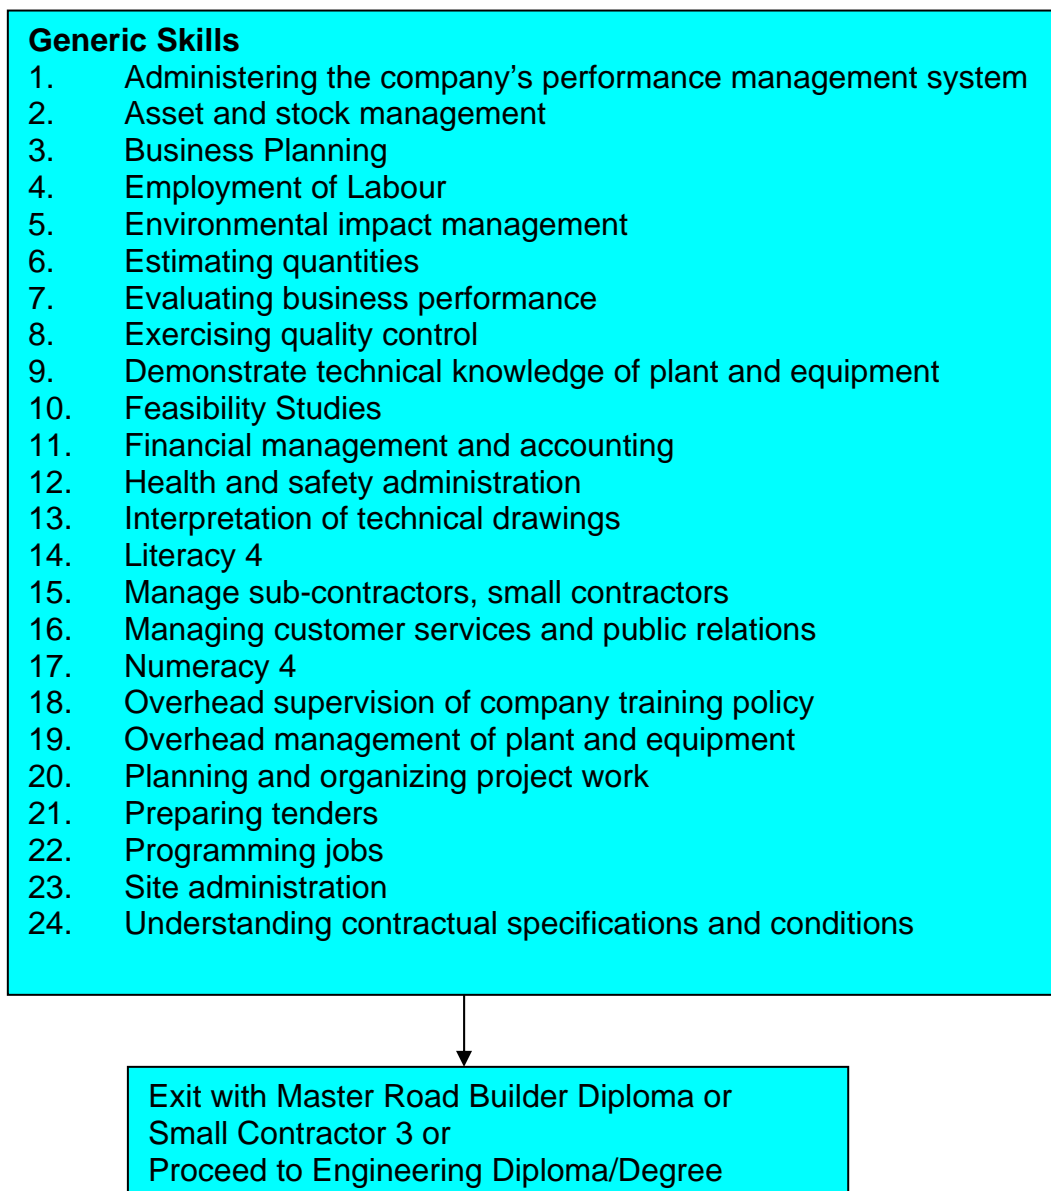 Generic Skills
1. Administering the company’s performance management system
2. Asset and stock management
3. Business Planning
4. Employment of Labour
5. Environmental impact management
6. Estimating quantities
7. Evaluating business performance
8. Exercising quality control
9. Demonstrate technical knowledge of plant and equipment
10. Feasibility Studies
11. Financial management and accounting
12. Health and safety administration
13. Interpretation of technical drawings
14. Literacy 4
15. Manage sub-contractors, small contractors
16. Managing customer services and public relations
17. Numeracy 4
18. Overhead supervision of company training policy
19. Overhead management of plant and equipment
20. Planning and organizing project work
21. Preparing tenders
22. Programming jobs
23. Site administration
24. Understanding contractual specifications and conditions
Exit with Master Road Builder Diploma or
Small Contractor 3 or
Proceed to Engineering Diploma/Degree